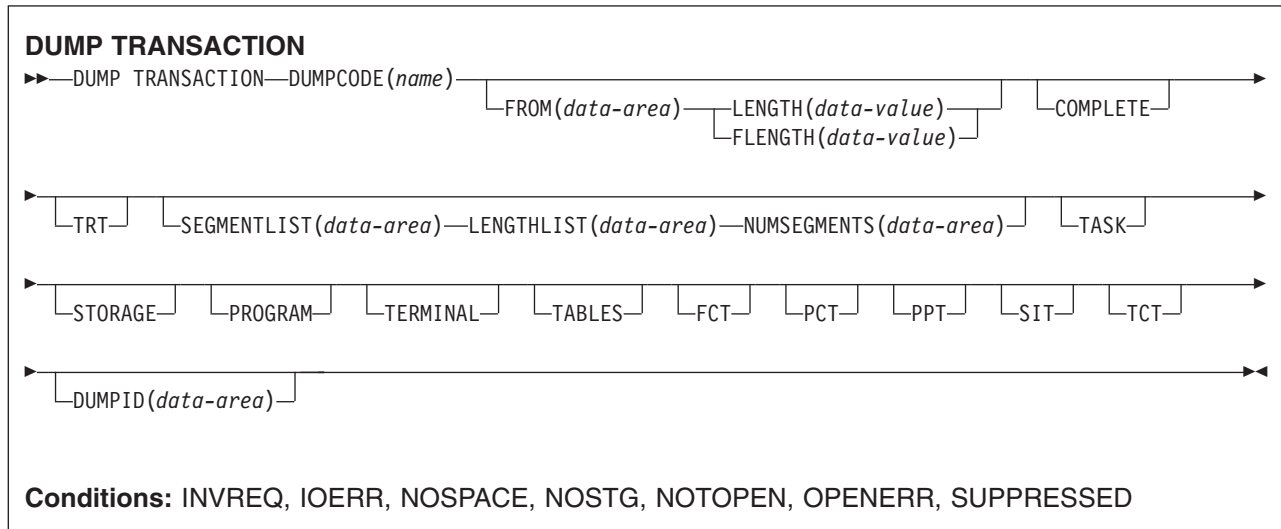 DUMP TRANSACTION
DUMP TRANSACTION DUMPCODE(name)
FROM(data-area) LENGTH(data-value) COMPLETE
FLENGTH(data-value)
TRT SEGMENTLIST(data-area) LENGTHLIST(data-area) NUMSEGMENTS(data-area) TASK
STORAGE PROGRAM TERMINAL TABLES FCT PCT PPT SIT TCT
DUMPID(data-area)
Conditions: INVREQ, IOERR, NOSPACE, NOSTG, NOTOPEN, OPENERR, SUPPRESSED